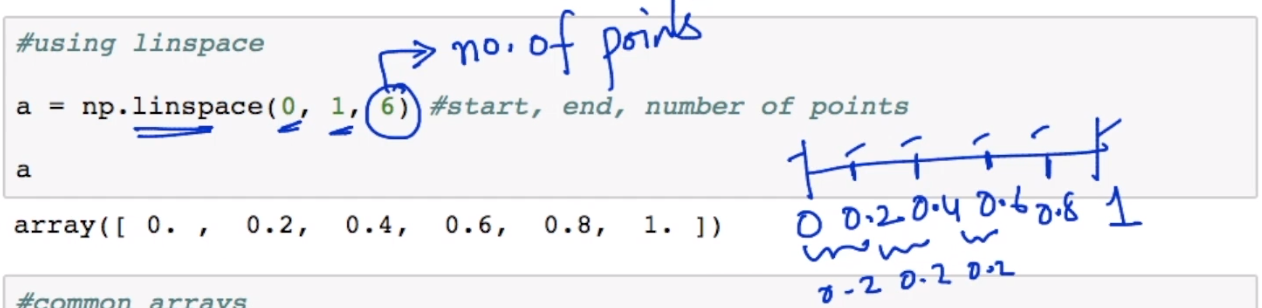 #using linspace
no. of points
a = np.linspace(0, 1, 6) #start, end, number of points
a
array([ 0. ,  0.2,  0.4,  0.6,  0.8,  1. ])
0 0.2 0.4 0.6 0.8 1
0.2 0.2 0.2
#common arrays